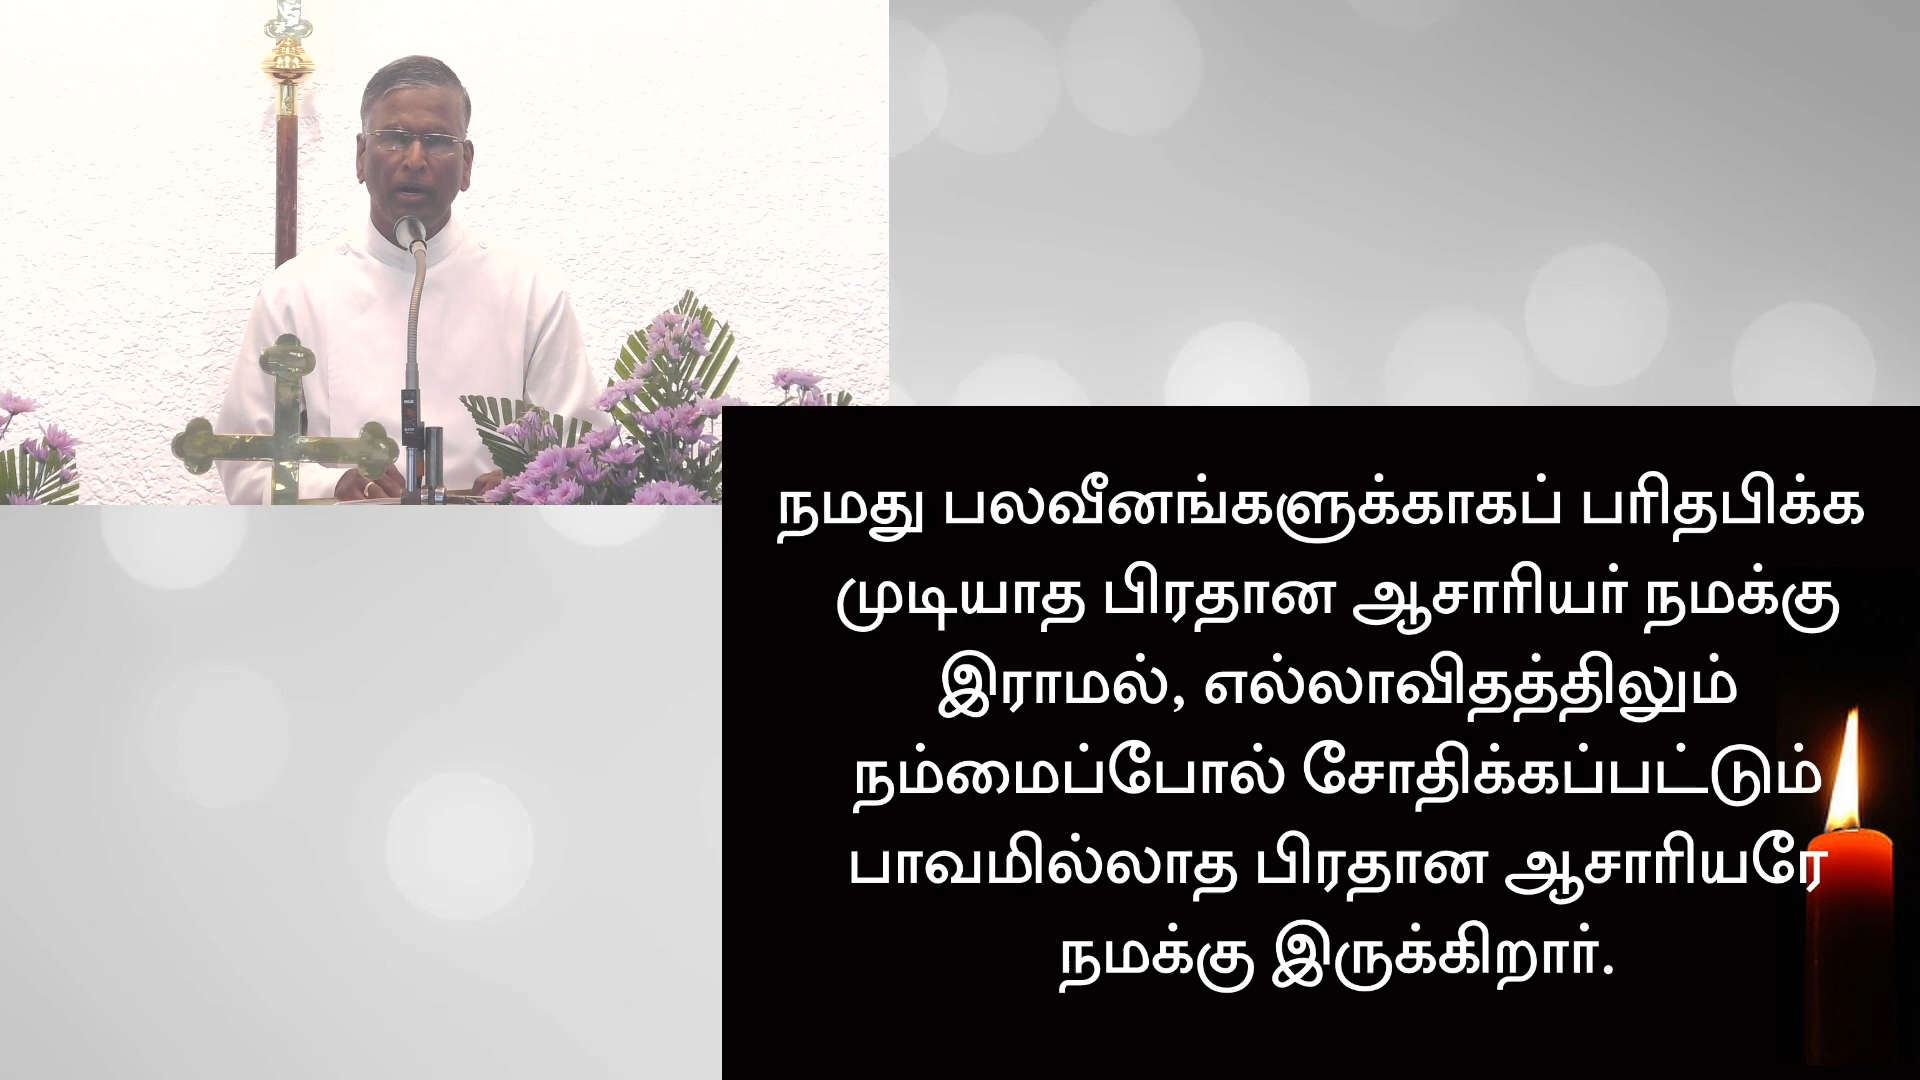 நமது பலவீனங்களுக்காகப் பரிதபிக்க
முடியாத பிரதான ஆசாரியர் நமக்கு
இராமல், எல்லாவிதத்திலும்
நம்மைப்போல் சோதிக்கப்பட்டும்
பாவமில்லாத பிரதான ஆசாரியரே
நமக்கு இருக்கிறார்.